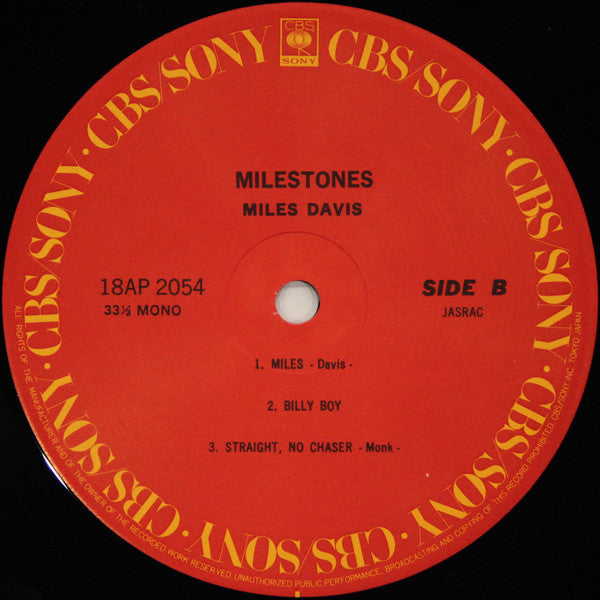 CBS
SONY
CBS/SONY · CBS/SONY · CBS/SONY · CBS/SONY · CBS/SONY · CBS/SONY · CBS/SONY · CBS/SONY
MILESTONES
MILES DAVIS
18AP 2054
33⅓ MONO
SIDE B
JASRAC
1. MILES - Davis -
2. BILLY BOY
3. STRAIGHT, NO CHASER - Monk -
ALL RIGHTS OF THE MANUFACTURER AND OF THE OWNER OF THE RECORDED WORK RESERVED. UNAUTHORIZED PUBLIC PERFORMANCE, BROADCASTING AND COPYING OF THIS RECORD PROHIBITED. CBS/SONY INC. TOKYO JAPAN